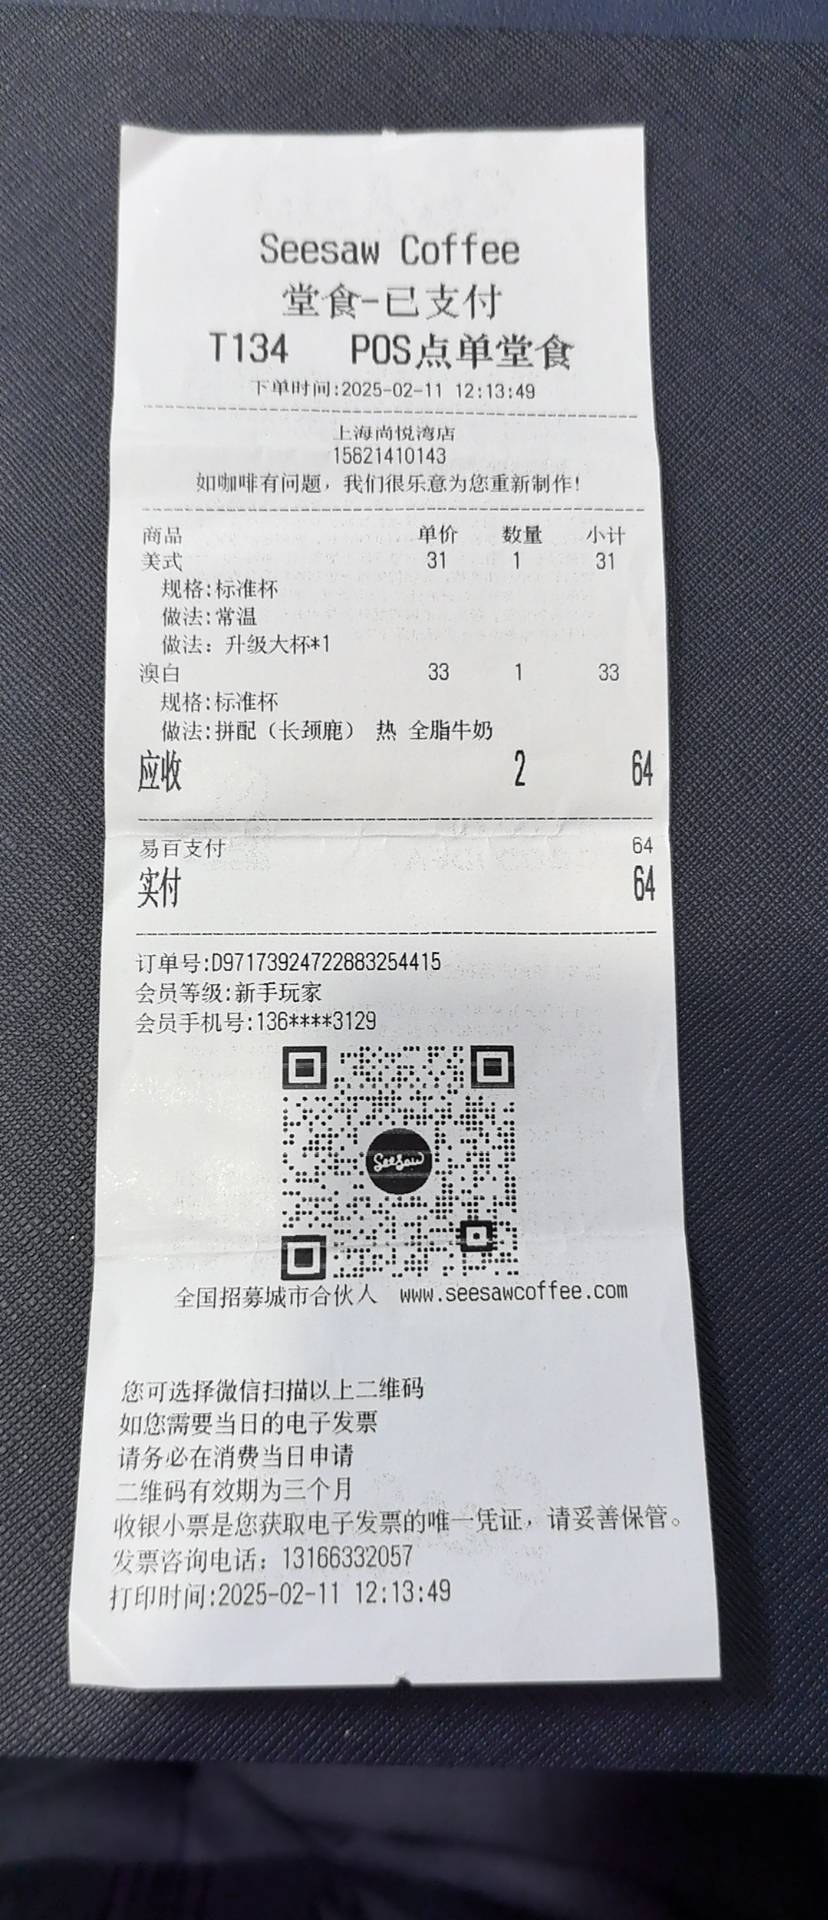 Seesaw Coffee
堂食-已支付
T134 POS点单堂食
下单时间:2025-02-11 12:13:49
上海尚悦湾店
15621410143
如咖啡有问题，我们很乐意为您重新制作！
商品 单价 数量 小计
美式 31 1 31
规格:标准杯
做法:常温
做法：升级大杯*1
澳白 33 1 33
规格:标准杯
做法:拼配（长颈鹿） 热 全脂牛奶
应收 2 64
易百支付 64
实付 64
订单号:D971739247228832544​15
会员等级:新手玩家
会员手机号:136****3129
SeeSaw
全国招募城市合伙人 www.seesawcoffee.com
您可选择微信扫描以上二维码
如您需要当日的电子发票
请务必在消费当日申请
二维码有效期为三个月
收银小票是您获取电子发票的唯一凭证，请妥善保管。
发票咨询电话：13166332057
打印时间:2025-02-11 12:13:49